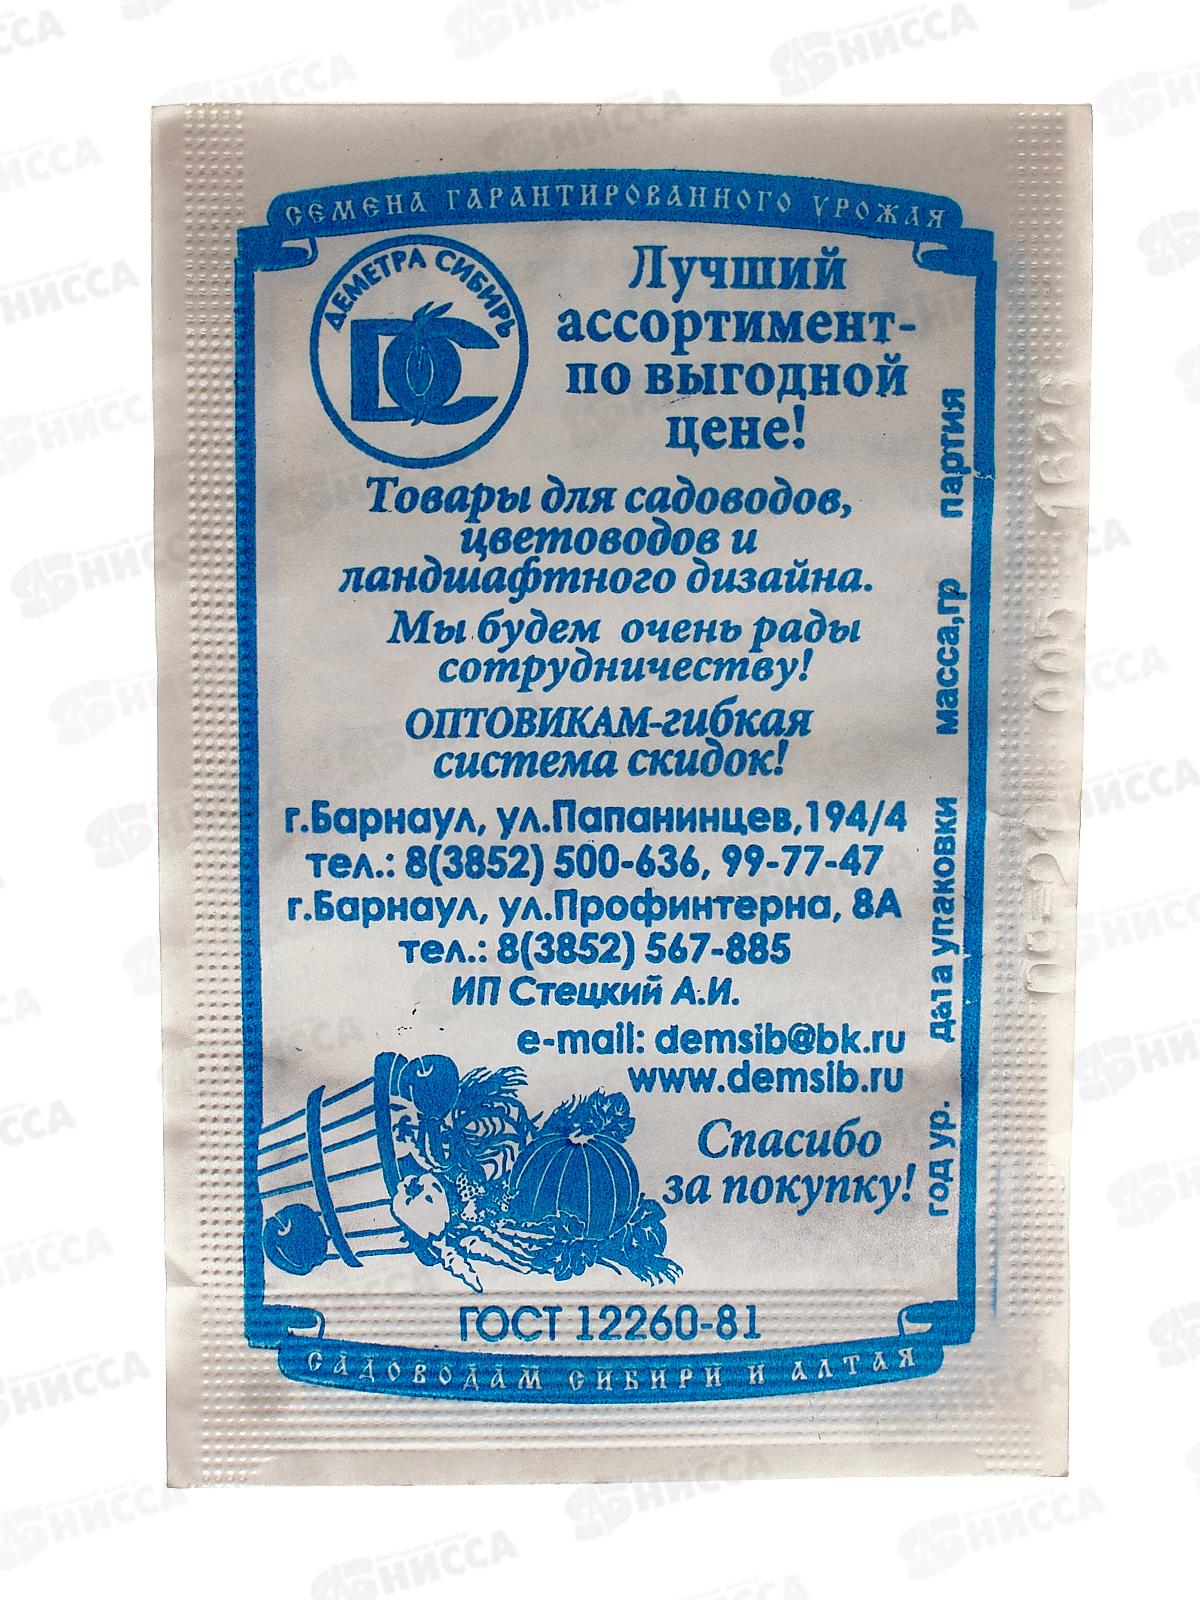 СЕМЕНА ГАРАНТИРОВАННОГО УРОЖАЯ
ДЕМЕТРА СИБИРЬ
ДС
Лучший
ассортимент-
по выгодной
цене!
Товары для садоводов,
цветоводов и
ландшафтного дизайна.
Мы будем очень рады
сотрудничеству!
ОПТОВИКАМ-гибкая
система скидок!
г.Барнаул, ул.Папанинцев,194/4
тел.: 8(3852) 500-636, 99-77-47
г.Барнаул, ул.Профинтерна, 8А
тел.: 8(3852) 567-885
ИП Стецкий А.И.
e-mail: demsib@bk.ru
www.demsib.ru
Спасибо
за покупку!
год ур. дата упаковки масса,гр партия
ГОСТ 12260-81
САДОВОДАМ СИБИРИ И АЛТАЯ
НИССА